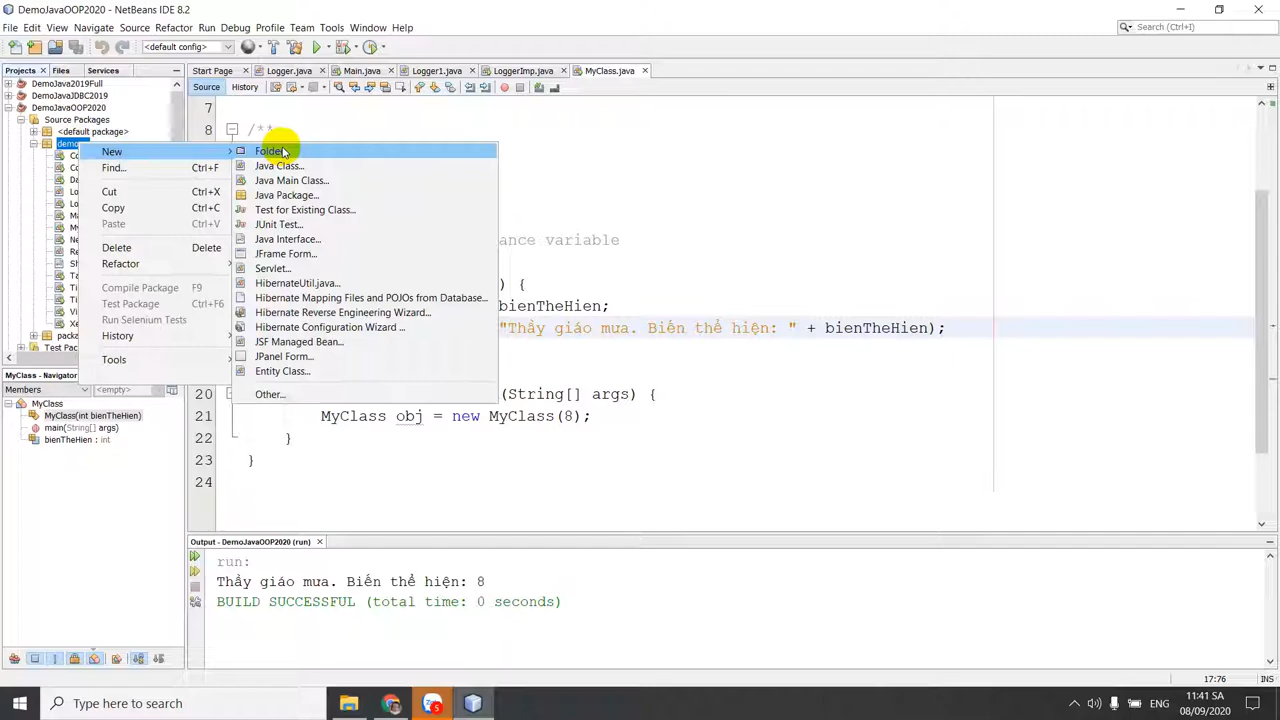 DemoJavaOOP2020 - NetBeans IDE 8.2
File Edit View Navigate Source Refactor Run Debug Profile Team Tools Window Help
Search (Ctrl+I)
<default config>
Projects Files Services
Start Page Logger.java Main.java Logger1.java LoggerImp.java MyClass.java
Source History
DemoJava2019Full
DemoJavaJDBC2019
DemoJavaOOP2020
Source Packages
<default package>
demo
Test Pack
New
Find... Ctrl+F
Cut Ctrl+X
Copy Ctrl+C
Paste Ctrl+V
Delete Delete
Refactor
Compile Package F9
Test Package Ctrl+F6
Run Selenium Tests
History
Tools
Folder
Java Class...
Java Main Class...
Java Package...
Test for Existing Class...
JUnit Test...
Java Interface...
JFrame Form...
Servlet...
HibernateUtil.java...
Hibernate Mapping Files and POJOs from Database...
Hibernate Reverse Engineering Wizard...
Hibernate Configuration Wizard ...
JSF Managed Bean...
JPanel Form...
Entity Class...
Other...
7
8 /**
ance variable
) {
bienTheHien;
"Thầy giáo mưa. Biến thể hiện: " + bienTheHien);
20 (String[] args) {
21 MyClass obj = new MyClass(8);
22 }
23 }
24
MyClass - Navigator
Members <empty>
MyClass
MyClass(int bienTheHien)
main(String[] args)
bienTheHien : int
Output - DemoJavaOOP2020 (run)
run:
Thầy giáo mưa. Biến thể hiện: 8
BUILD SUCCESSFUL (total time: 0 seconds)
17:76 INS
Type here to search
5
ENG
11:41 SA
08/09/2020